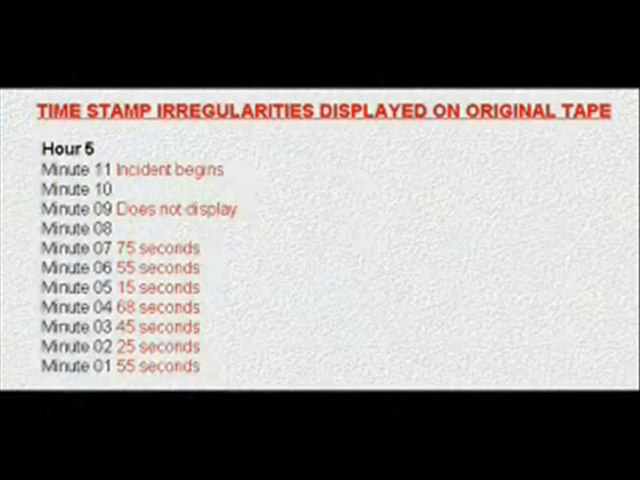 TIME STAMP IRREGULARITIES DISPLAYED ON ORIGINAL TAPE
Hour 5
Minute 11 Incident begins
Minute 10
Minute 09 Does not display
Minute 08
Minute 07 75 seconds
Minute 06 55 seconds
Minute 05 15 seconds
Minute 04 68 seconds
Minute 03 45 seconds
Minute 02 25 seconds
Minute 01 55 seconds